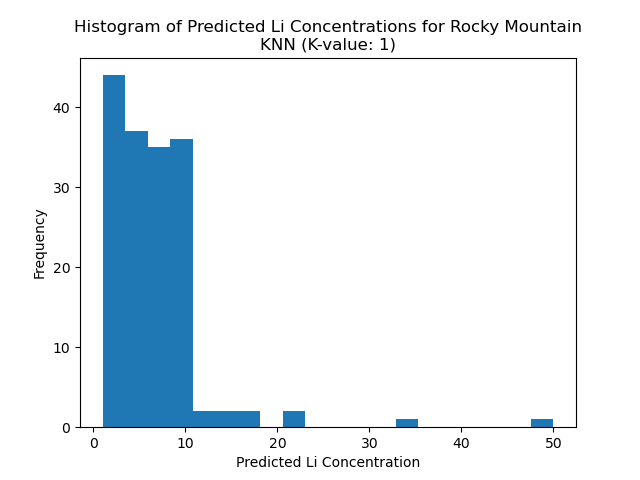 Histogram of Predicted Li Concentrations for Rocky Mountain
KNN (K-value: 1)
40
30
20
10
0
Frequency
0 10 20 30 40 50
Predicted Li Concentration